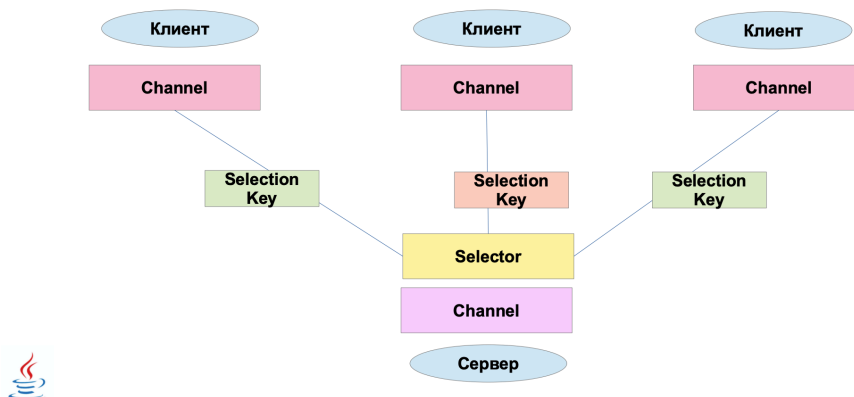 Клиент
Клиент
Клиент
Channel
Channel
Channel
Selection
Key
Selection
Key
Selection
Key
Selector
Channel
Сервер